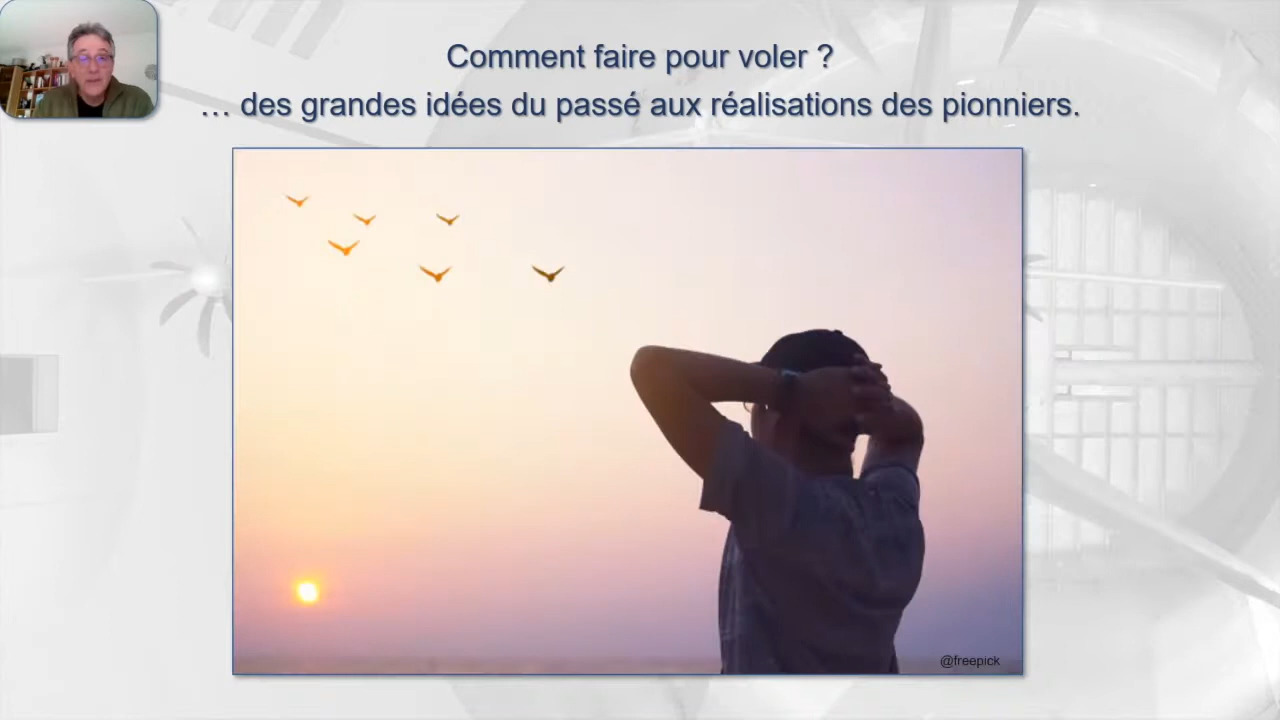 Comment faire pour voler ?
… des grandes idées du passé aux réalisations des pionniers.
@freepick